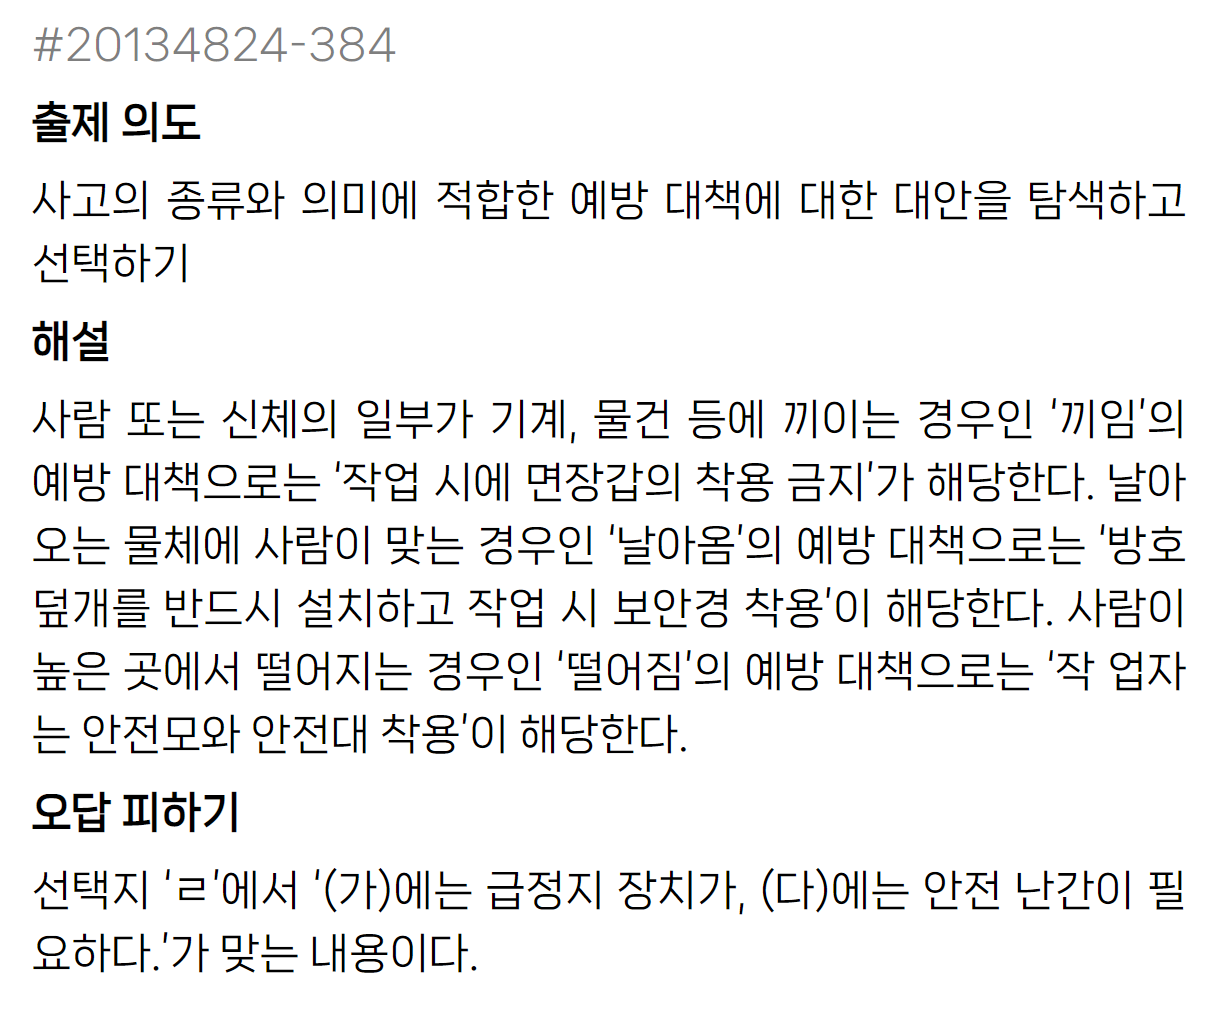 #20134824-384
출제 의도
사고의 종류와 의미에 적합한 예방 대책에 대한 대안을 탐색하고
선택하기
해설
사람 또는 신체의 일부가 기계, 물건 등에 끼이는 경우인 '끼임'의
예방 대책으로는 '작업 시에 면장갑의 착용 금지'가 해당한다. 날아
오는 물체에 사람이 맞는 경우인 '날아옴'의 예방 대책으로는 '방호
덮개를 반드시 설치하고 작업 시 보안경 착용'이 해당한다. 사람이
높은 곳에서 떨어지는 경우인 '떨어짐'의 예방 대책으로는 '작 업자
는 안전모와 안전대 착용'이 해당한다.
오답 피하기
선택지 'ㄹ'에서 '(가)에는 급정지 장치가, (다)에는 안전 난간이 필
요하다.'가 맞는 내용이다.